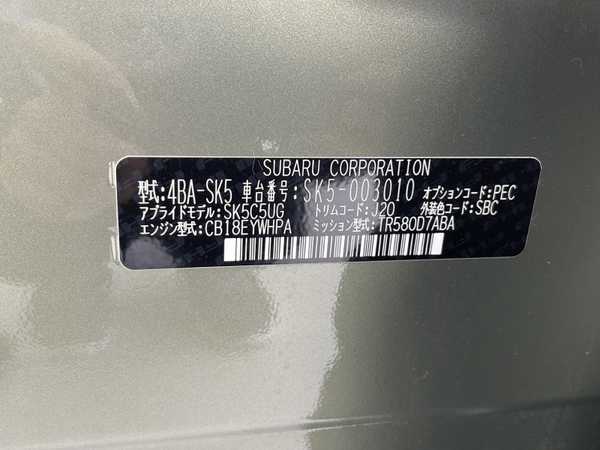 SUBARU CORPORATION
型式:4BA-SK5 車台番号:SK5-003010 オプションコード:PEC
アプライドモデル:SK5C5UG トリムコード:J20 外装色コード:SBC
エンジン型式:CB18EYWHPA ミッション型式:TR580D7ABA